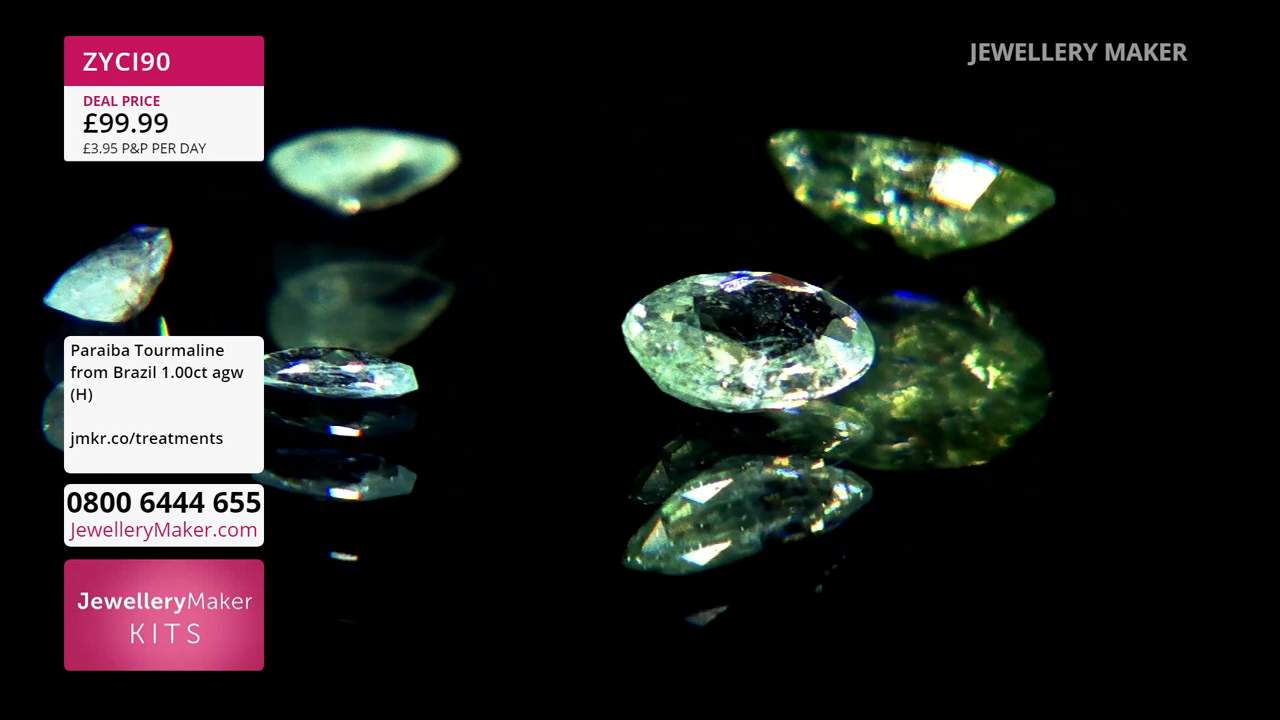 ZYCI90
DEAL PRICE
£99.99
£3.95 P&P PER DAY
JEWELLERY MAKER
Paraiba Tourmaline
from Brazil 1.00ct agw
(H)
jmkr.co/treatments
0800 6444 655
JewelleryMaker.com
JewelleryMaker
KITS